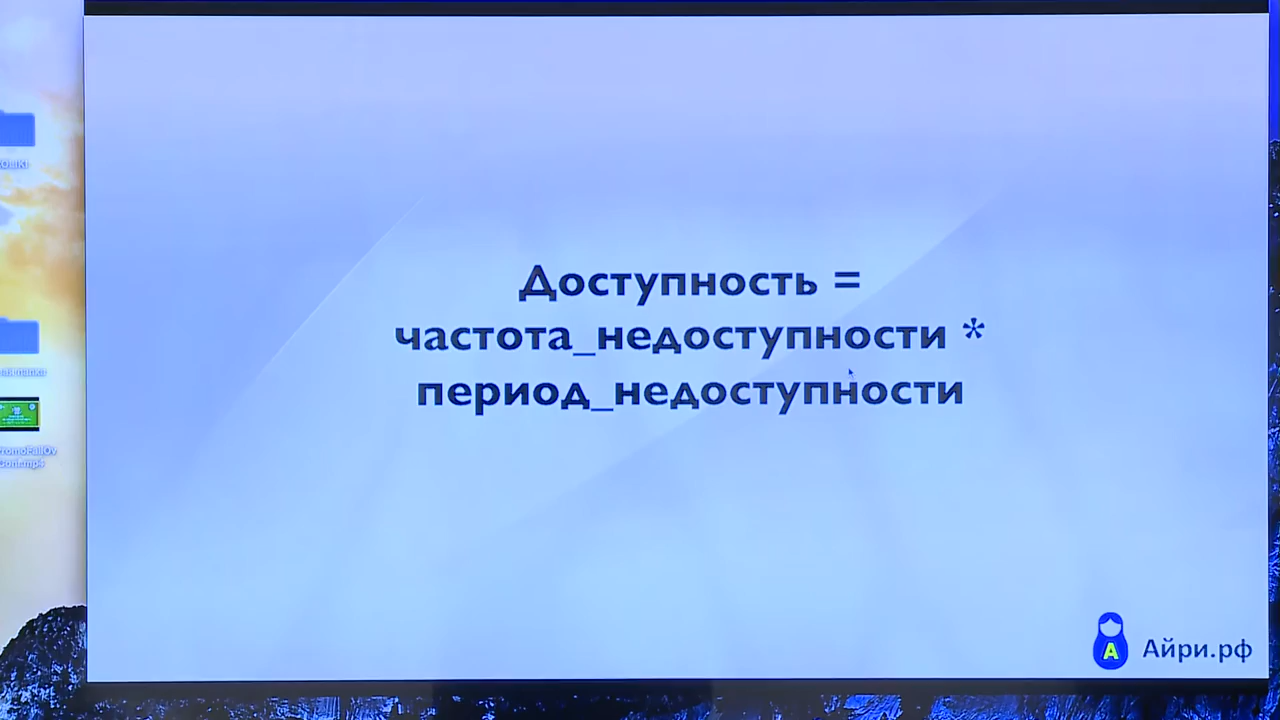 Доступность =
частота_недоступности *
период_недоступности
А
Айри.рф